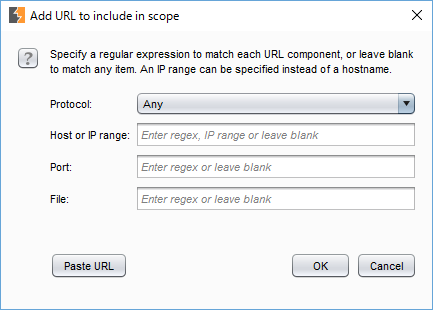 Add URL to include in scope
Specify a regular expression to match each URL component, or leave blank
to match any item. An IP range can be specified instead of a hostname.
Protocol: Any
Host or IP range: Enter regex, IP range or leave blank
Port: Enter regex or leave blank
File: Enter regex or leave blank
Paste URL OK Cancel